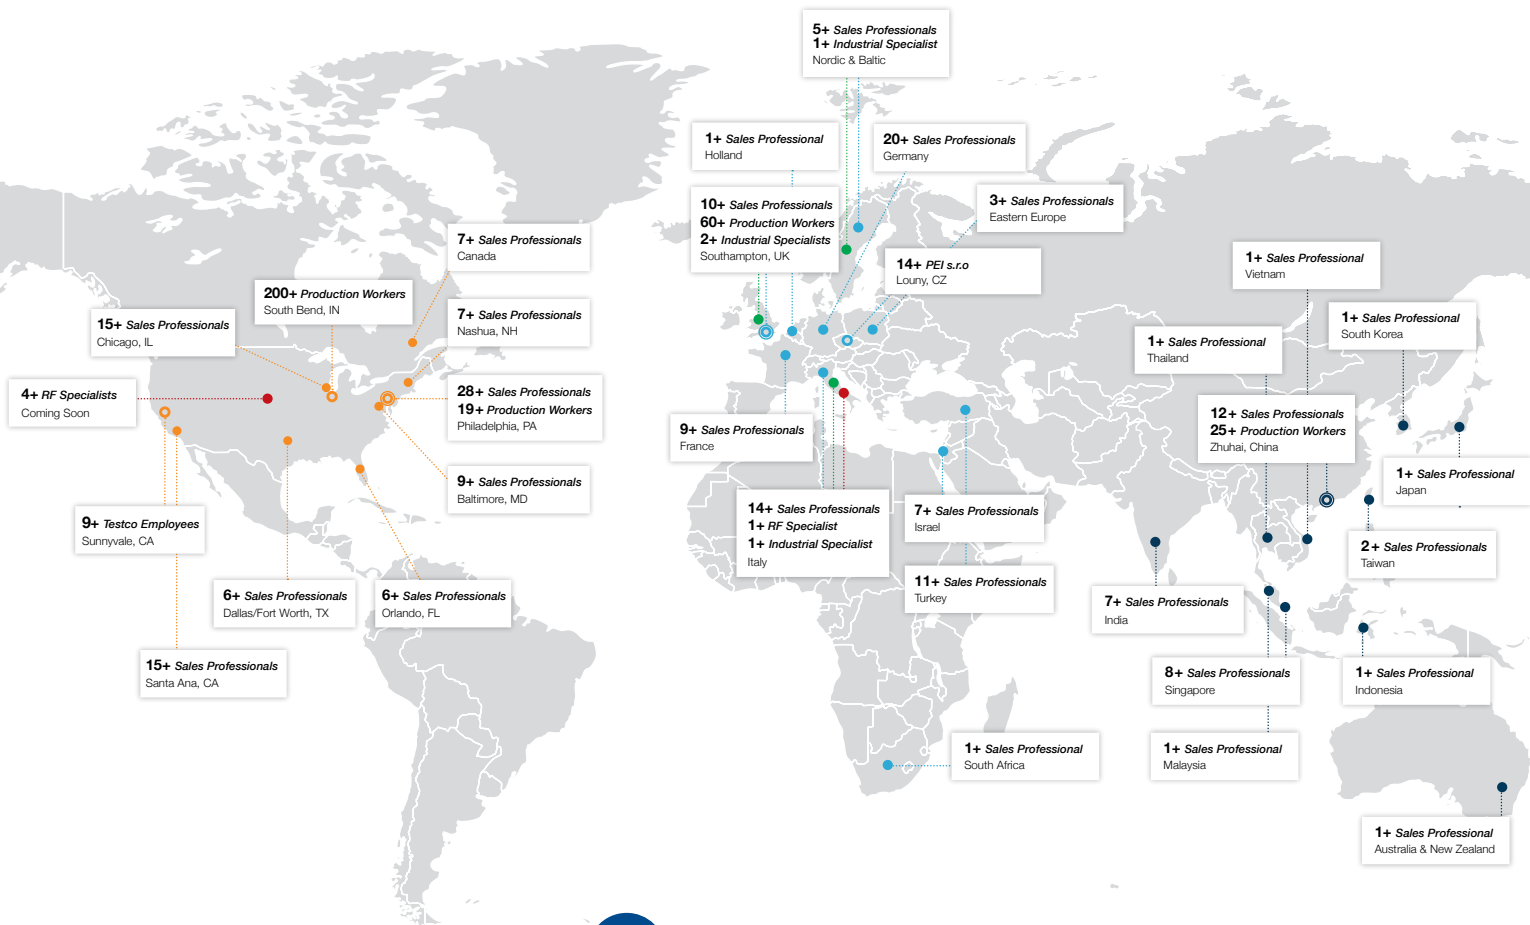 5+ Sales Professionals
1+ Industrial Specialist
Nordic & Baltic
1+ Sales Professional
Holland
20+ Sales Professionals
Germany
10+ Sales Professionals
60+ Production Workers
2+ Industrial Specialists
Southampton, UK
3+ Sales Professionals
Eastern Europe
14+ PEI s.r.o
Louny, CZ
7+ Sales Professionals
Canada
200+ Production Workers
South Bend, IN
15+ Sales Professionals
Chicago, IL
7+ Sales Professionals
Nashua, NH
4+ RF Specialists
Coming Soon
28+ Sales Professionals
19+ Production Workers
Philadelphia, PA
9+ Sales Professionals
Baltimore, MD
9+ Testco Employees
Sunnyvale, CA
6+ Sales Professionals
Dallas/Fort Worth, TX
6+ Sales Professionals
Orlando, FL
15+ Sales Professionals
Santa Ana, CA
9+ Sales Professionals
France
14+ Sales Professionals
1+ RF Specialist
1+ Industrial Specialist
Italy
7+ Sales Professionals
Israel
11+ Sales Professionals
Turkey
1+ Sales Professional
South Africa
1+ Sales Professional
Vietnam
1+ Sales Professional
South Korea
1+ Sales Professional
Thailand
12+ Sales Professionals
25+ Production Workers
Zhuhai, China
1+ Sales Professional
Japan
2+ Sales Professionals
Taiwan
7+ Sales Professionals
India
8+ Sales Professionals
Singapore
1+ Sales Professional
Indonesia
1+ Sales Professional
Malaysia
1+ Sales Professional
Australia & New Zealand